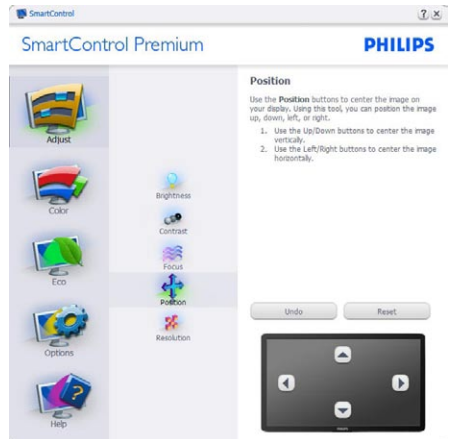 SmartControl
SmartControl Premium
PHILIPS
Adjust
Color
Eco
Options
Help
Brightness
Contrast
Focus
Position
Resolution
Position
Use the Position buttons to center the image on
your display. Using this tool, you can position the image
up, down, left, or right.
1. Use the Up/Down buttons to center the image
vertically.
2. Use the Left/Right buttons to center the image
horizontally.
Undo
Reset
PHILIPS